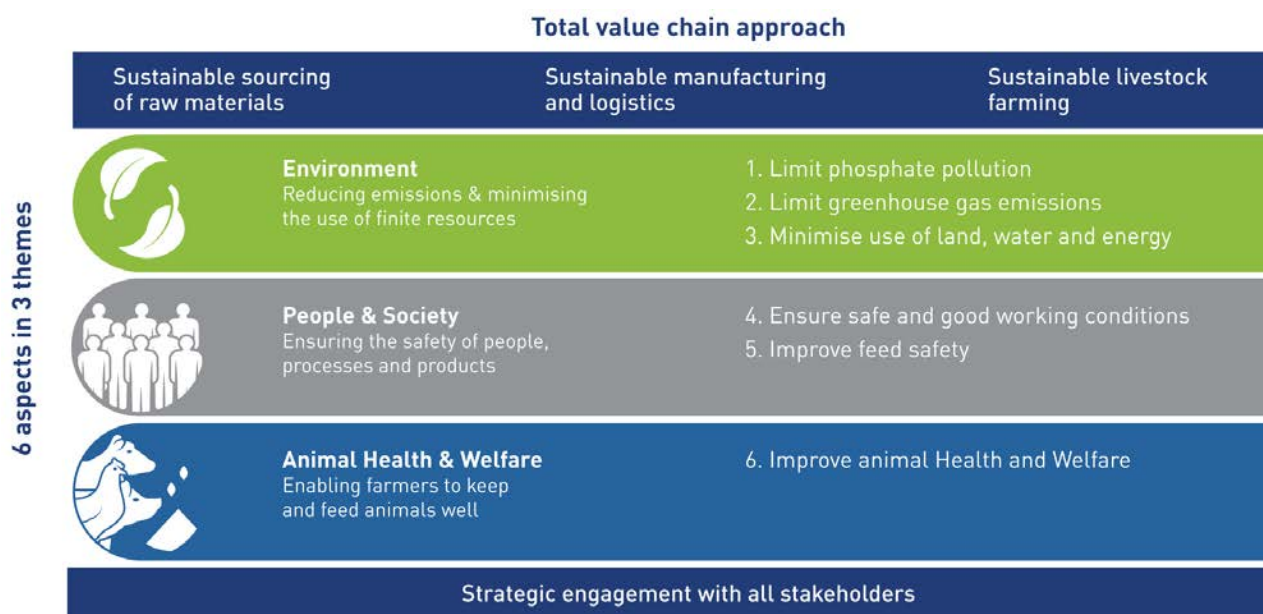 Total value chain approach
Sustainable sourcing
of raw materials
Sustainable manufacturing
and logistics
Sustainable livestock
farming
6 aspects in 3 themes
Environment
Reducing emissions & minimising
the use of finite resources
1. Limit phosphate pollution
2. Limit greenhouse gas emissions
3. Minimise use of land, water and energy
People & Society
Ensuring the safety of people,
processes and products
4. Ensure safe and good working conditions
5. Improve feed safety
Animal Health & Welfare
Enabling farmers to keep
and feed animals well
6. Improve animal Health and Welfare
Strategic engagement with all stakeholders